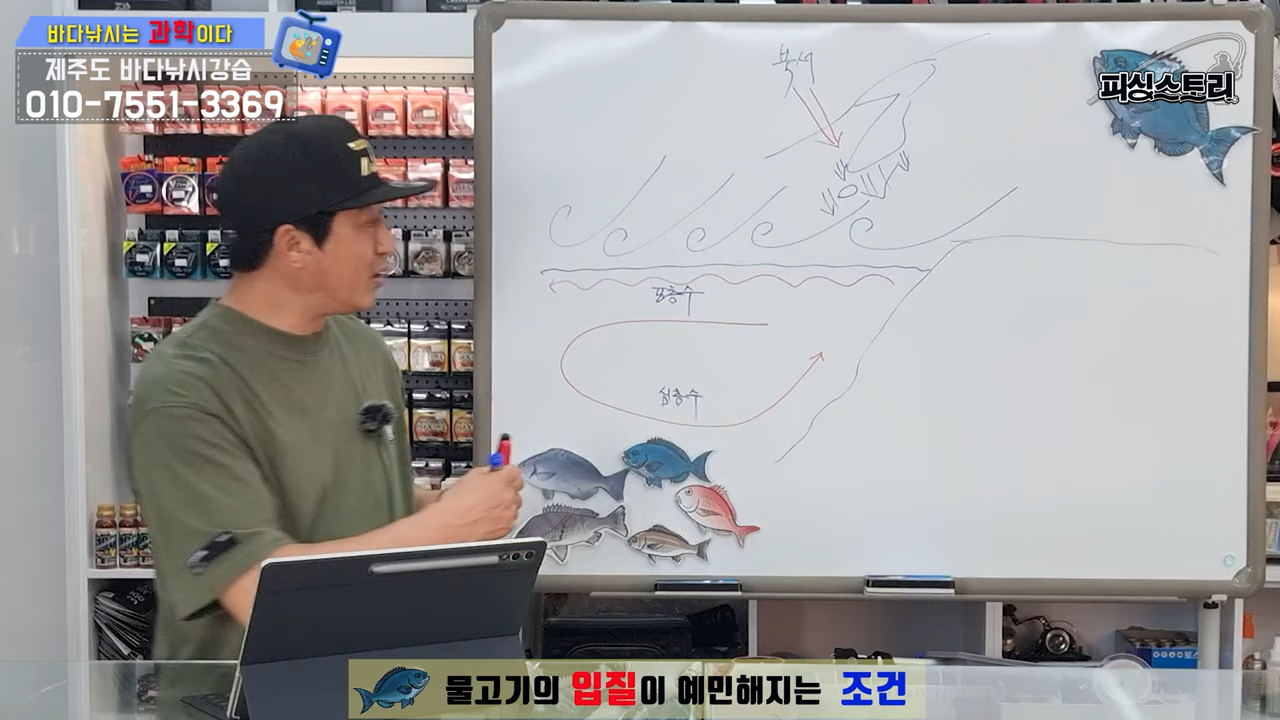 바다낚시는 과학이다
제주도 바다낚시강습
010-7551-3369
피싱스토리
표층수
심층수
물고기의 입질이 예민해지는 조건